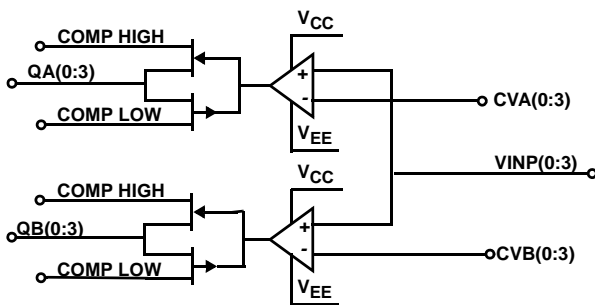 VCC
COMP HIGH
QA(0:3)
+
-
CVA(0:3)
COMP LOW
VEE
VINP(0:3)
VCC
COMP HIGH
QB(0:3)
+
-
CVB(0:3)
COMP LOW
VEE